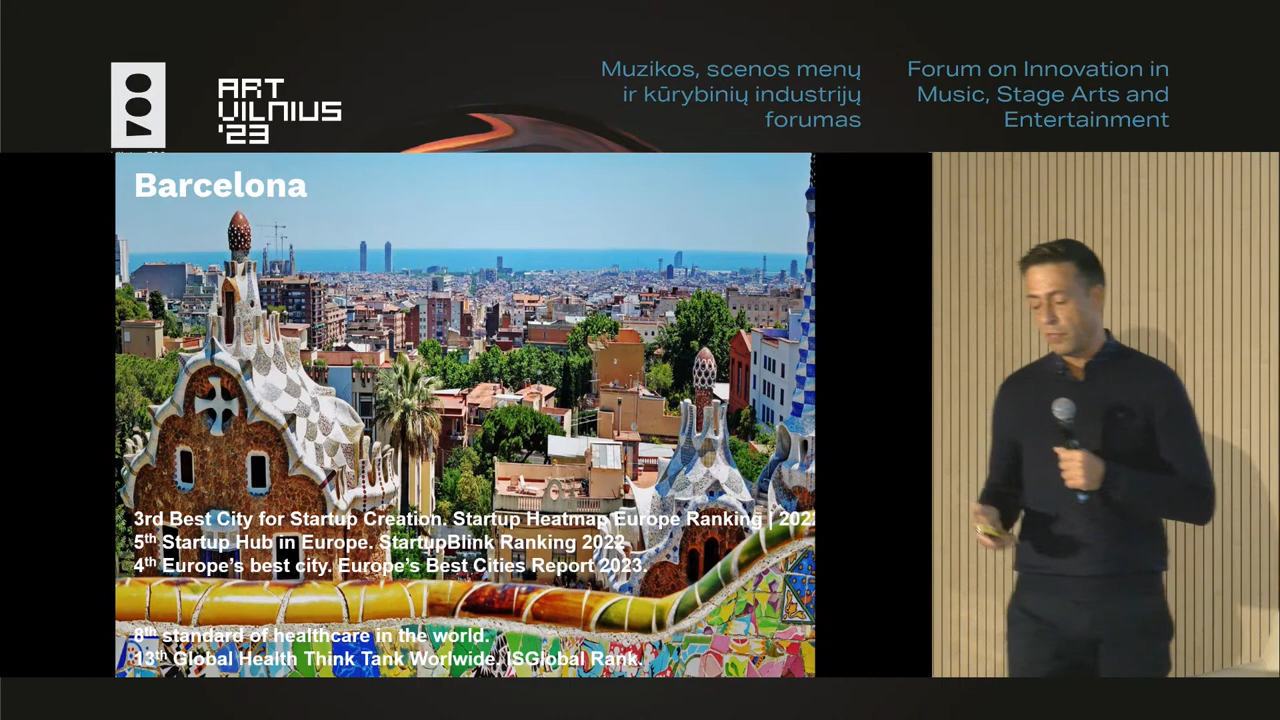 ART
VILNIUS
'23
Muzikos, scenos menų
ir kūrybinių industrijų
forumas
Forum on Innovation in
Music, Stage Arts and
Entertainment
Barcelona
3rd Best City for Startup Creation. Startup Heatmap Europe Ranking | 202
5th Startup Hub in Europe. StartupBlink Ranking 2022
4th Europe's best city. Europe's Best Cities Report 2023.
8th standard of healthcare in the world.
13th Global Health Think Tank Worlwide. ISGlobal Rank.